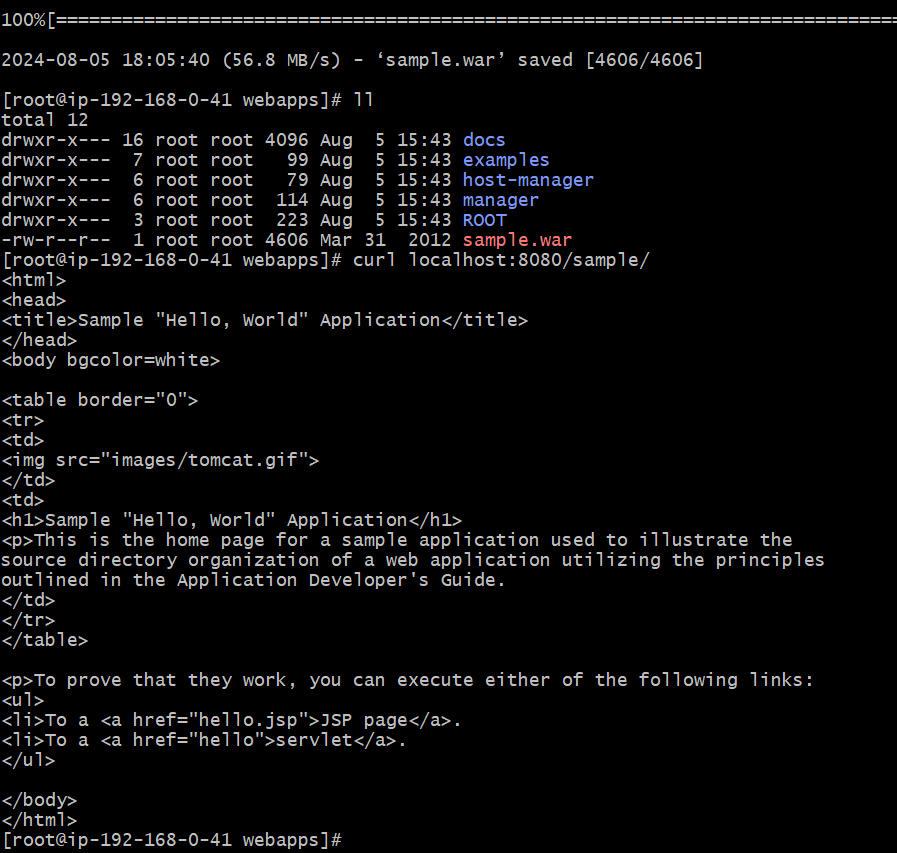 100%[==============================================================================
2024-08-05 18:05:40 (56.8 MB/s) - ‘sample.war’ saved [4606/4606]
[root@ip-192-168-0-41 webapps]# ll
total 12
drwxr-x--- 16 root root 4096 Aug  5 15:43 docs
drwxr-x---  7 root root   99 Aug  5 15:43 examples
drwxr-x---  6 root root   79 Aug  5 15:43 host-manager
drwxr-x---  6 root root  114 Aug  5 15:43 manager
drwxr-x---  3 root root  223 Aug  5 15:43 ROOT
-rw-r--r--  1 root root 4606 Mar 31  2012 sample.war
[root@ip-192-168-0-41 webapps]# curl localhost:8080/sample/
<html>
<head>
<title>Sample "Hello, World" Application</title>
</head>
<body bgcolor=white>
<table border="0">
<tr>
<td>
<img src="images/tomcat.gif">
</td>
<td>
<h1>Sample "Hello, World" Application</h1>
<p>This is the home page for a sample application used to illustrate the
source directory organization of a web application utilizing the principles
outlined in the Application Developer's Guide.
</td>
</tr>
</table>
<p>To prove that they work, you can execute either of the following links:
<ul>
<li>To a <a href="hello.jsp">JSP page</a>.
<li>To a <a href="hello">servlet</a>.
</ul>
</body>
</html>
[root@ip-192-168-0-41 webapps]#